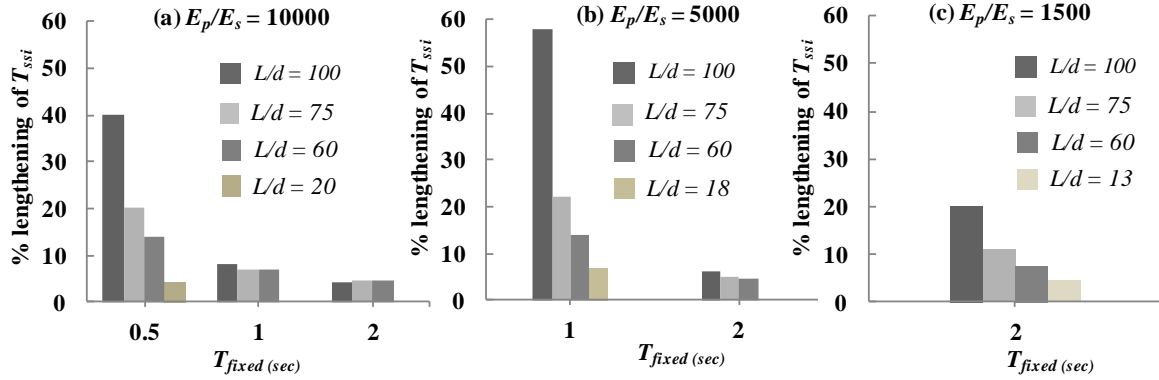 (a) Ep/Es = 10000
% lengthening of Tssi
60
50
40
30
20
10
0
L/d = 100
L/d = 75
L/d = 60
L/d = 20
0.5 1 2
Tfixed (sec)
(b) Ep/Es = 5000
% lengthening of Tssi
60
50
40
30
20
10
0
L/d = 100
L/d = 75
L/d = 60
L/d = 18
1 2
Tfixed (sec)
(c) Ep/Es = 1500
% lengthening of Tssi
60
50
40
30
20
10
0
L/d = 100
L/d = 75
L/d = 60
L/d = 13
2
Tfixed (sec)